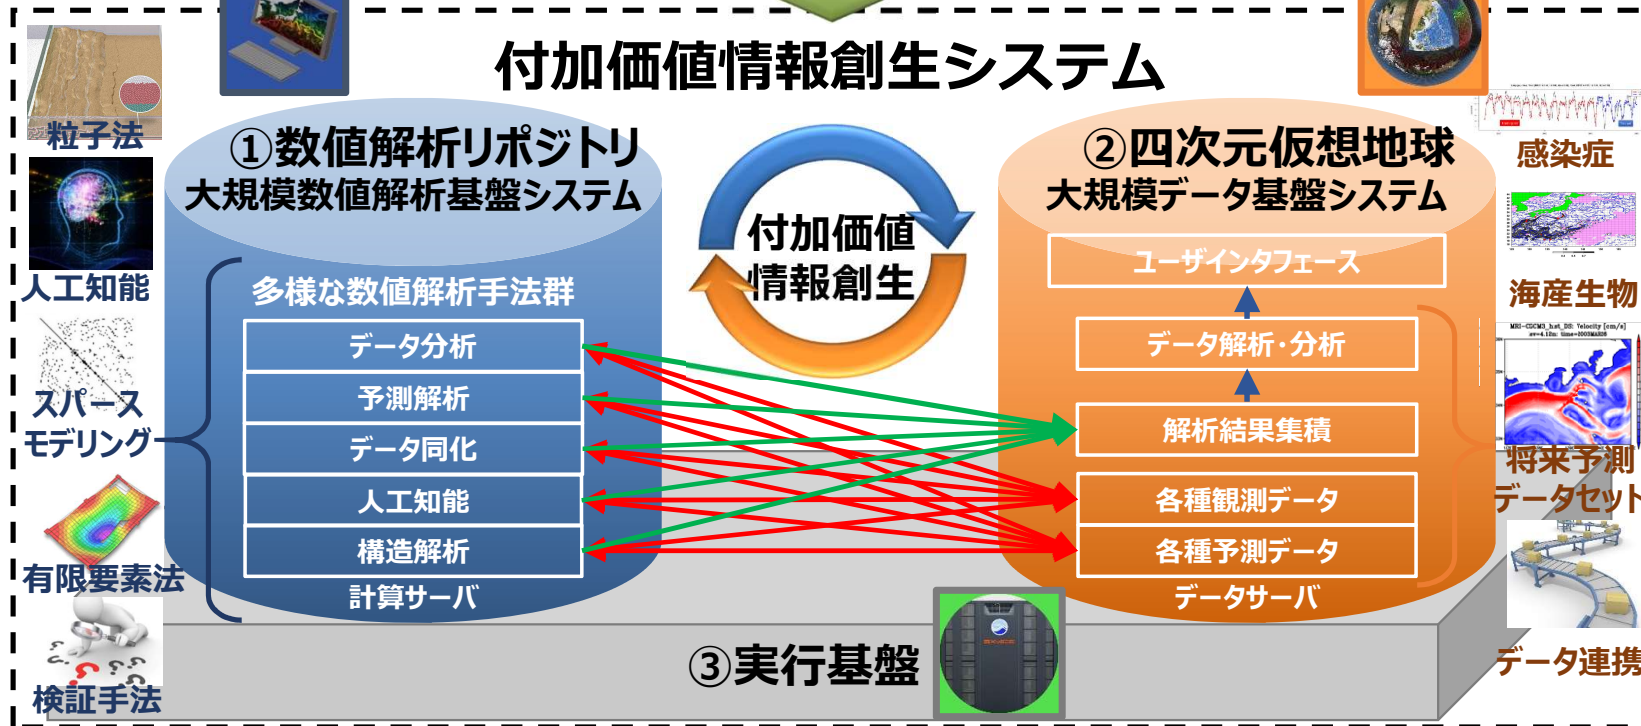 付加価値情報創生システム
粒子法
人工知能
スパース
モデリング
有限要素法
検証手法
①数値解析リポジトリ
大規模数値解析基盤システム
多様な数値解析手法群
データ分析
予測解析
データ同化
人工知能
構造解析
計算サーバ
付加価値
情報創生
②四次元仮想地球
大規模データ基盤システム
ユーザインタフェース
データ解析・分析
解析結果集積
各種観測データ
各種予測データ
データサーバ
感染症
海産生物
将来予測
データセット
データ連携
③実行基盤